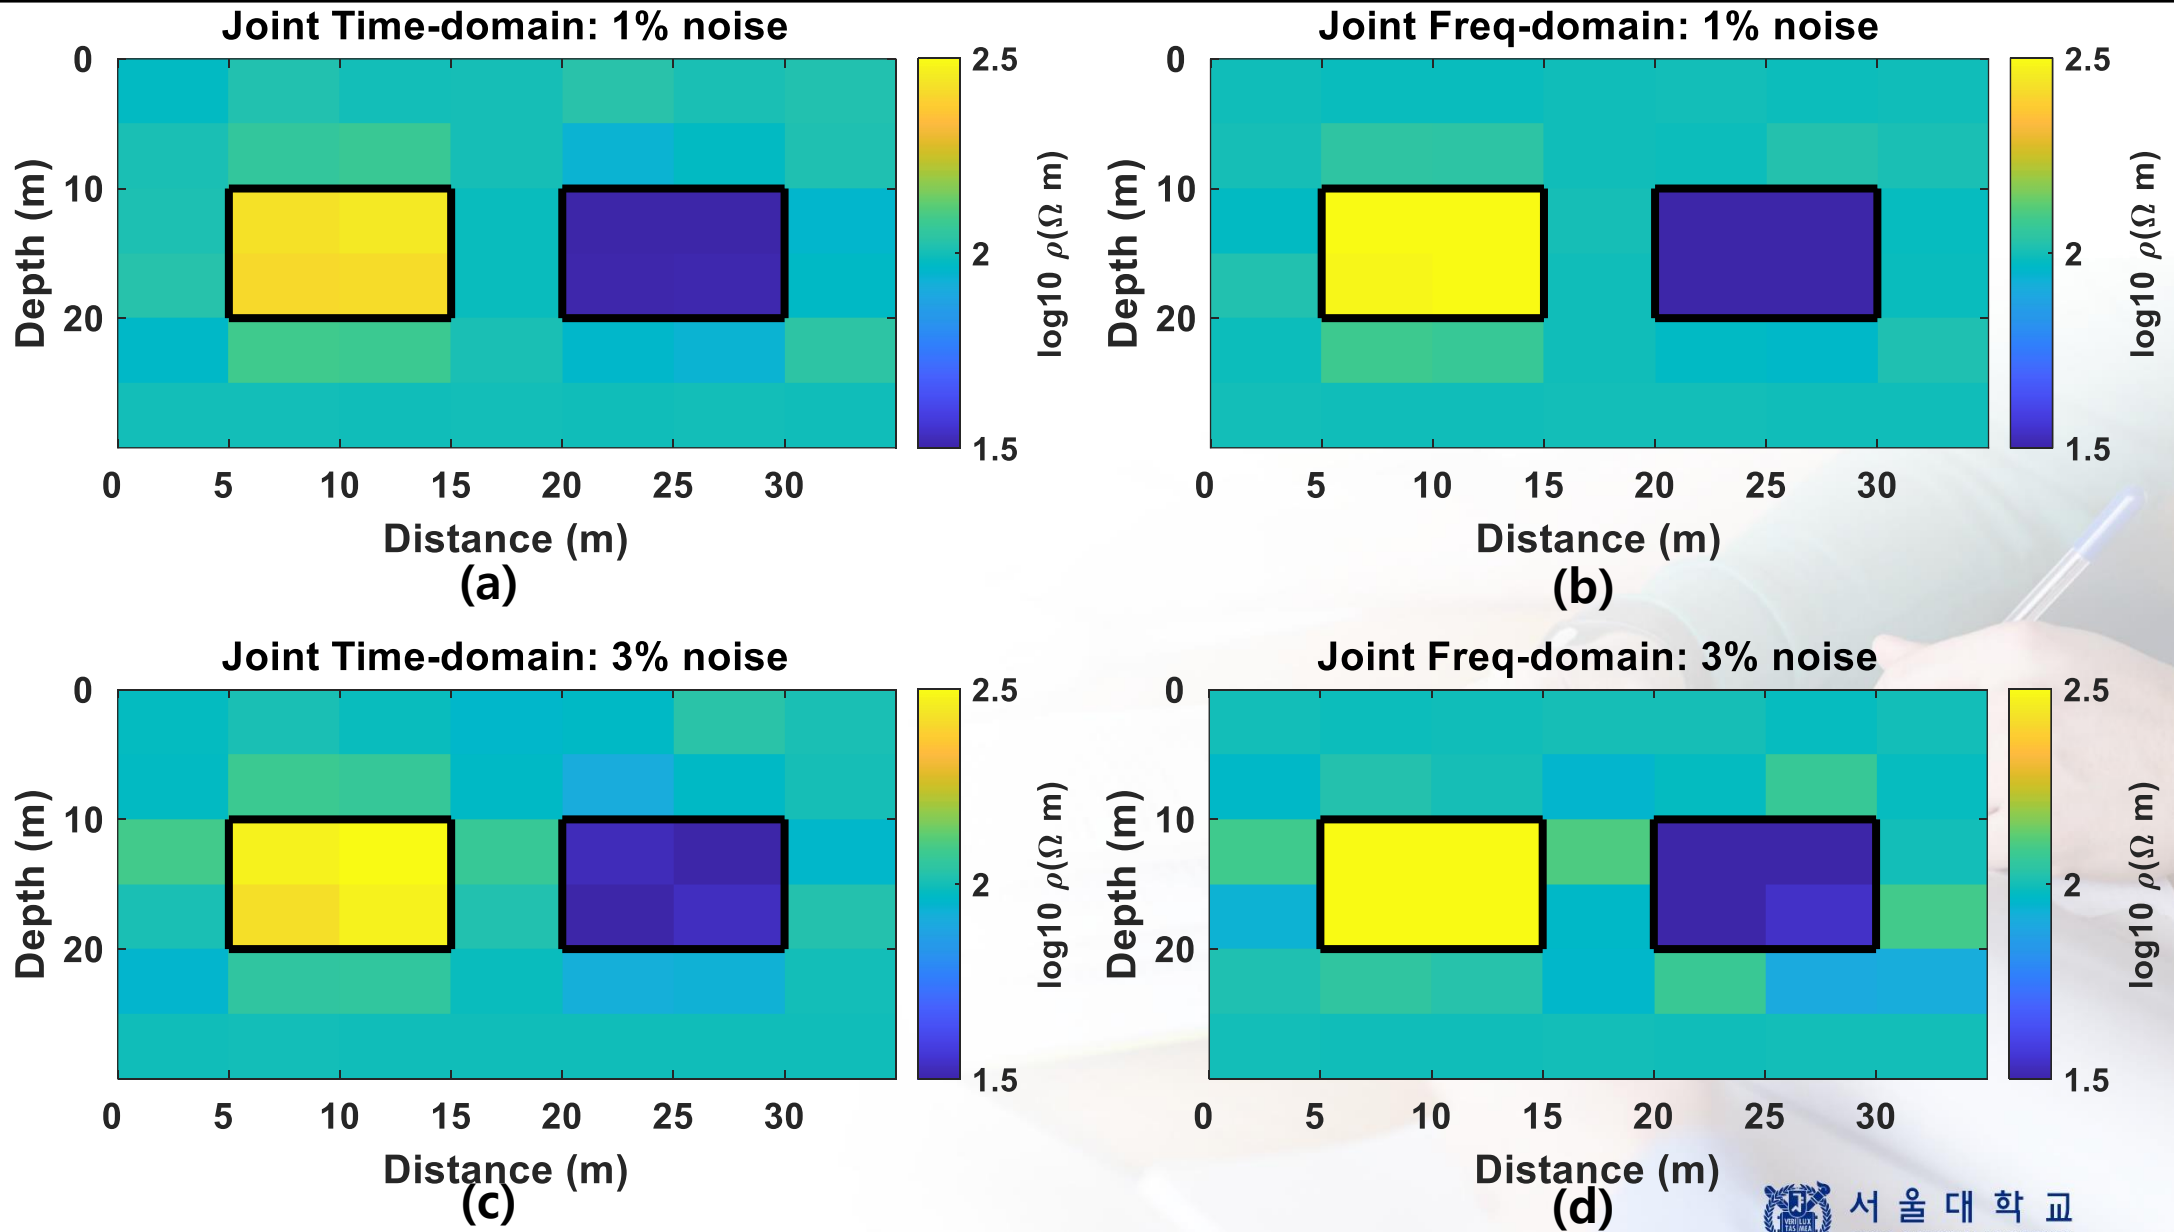 Joint Time-domain: 1% noise
0
10
20
Depth (m)
0 5 10 15 20 25 30
Distance (m)
2.5
2
1.5
log10 ρ(Ω m)
(a)
Joint Freq-domain: 1% noise
0
10
20
Depth (m)
0 5 10 15 20 25 30
Distance (m)
2.5
2
1.5
log10 ρ(Ω m)
(b)
Joint Time-domain: 3% noise
0
10
20
Depth (m)
0 5 10 15 20 25 30
Distance (m)
2.5
2
1.5
log10 ρ(Ω m)
(c)
Joint Freq-domain: 3% noise
0
10
20
Depth (m)
0 5 10 15 20 25 30
Distance (m)
2.5
2
1.5
log10 ρ(Ω m)
(d)
VERI LUX
TAS MEA
서울대학교